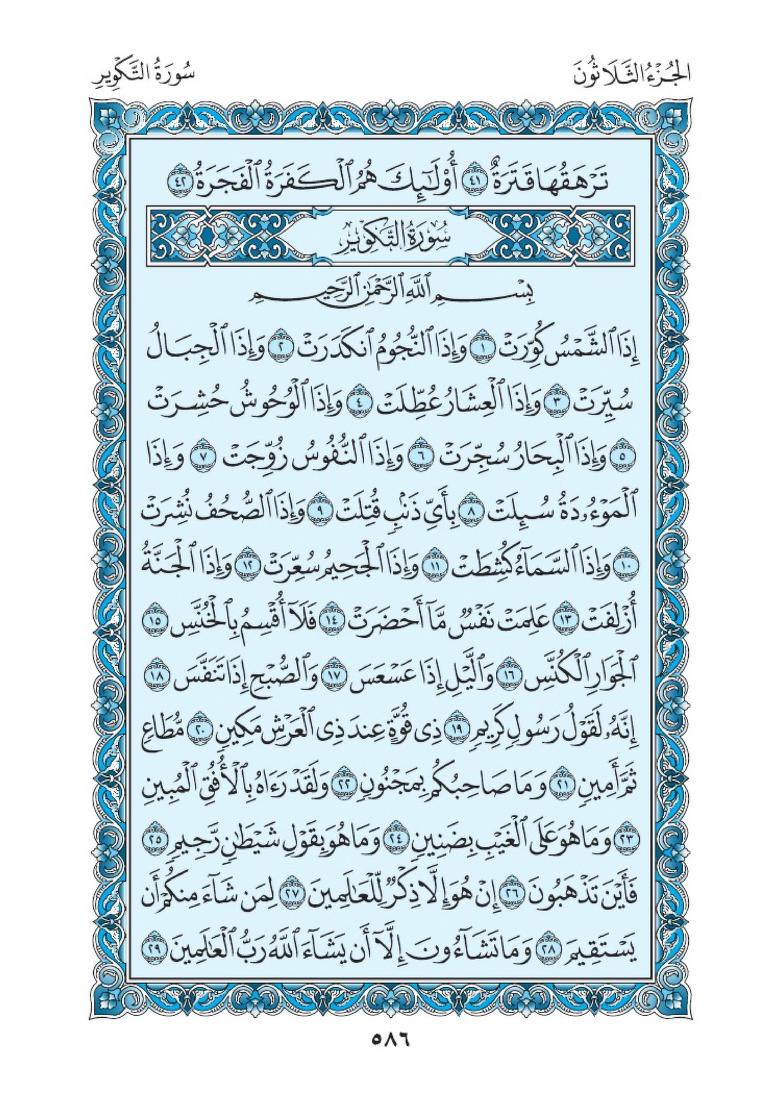 الجُزْءُ الثَّلَاثُونَ
سُورَةُ التَّكْوِيرِ
تَرْهَقُهَا قَتَرَةٌ ٤١ أُوْلَٰٓئِكَ هُمُ ٱلْكَفَرَةُ ٱلْفَجَرَةُ ٤٢
سُورَةُ التَّكْوِيرِ
بِسْمِ ٱللَّهِ ٱلرَّحْمَٰنِ ٱلرَّحِيمِ
إِذَا ٱلشَّمْسُ كُوِّرَتْ ١ وَإِذَا ٱلنُّجُومُ ٱنكَدَرَتْ ٢ وَإِذَا ٱلْجِبَالُ
سُيِّرَتْ ٣ وَإِذَا ٱلْعِشَارُ عُطِّلَتْ ٤ وَإِذَا ٱلْوُحُوشُ حُشِرَتْ
٥ وَإِذَا ٱلْبِحَارُ سُجِّرَتْ ٦ وَإِذَا ٱلنُّفُوسُ زُوِّجَتْ ٧ وَإِذَا
ٱلْمَوْءُۥدَةُ سُئِلَتْ ٨ بِأَيِّ ذَنۢبٍ قُتِلَتْ ٩ وَإِذَا ٱلصُّحُفُ نُشِرَتْ
١٠ وَإِذَا ٱلسَّمَآءُ كُشِطَتْ ١١ وَإِذَا ٱلْجَحِيمُ سُعِّرَتْ ١٢ وَإِذَا ٱلْجَنَّةُ
أُزْلِفَتْ ١٣ عَلِمَتْ نَفْسٌ مَّآ أَحْضَرَتْ ١٤ فَلَآ أُقْسِمُ بِٱلْخُنَّسِ ١٥
ٱلْجَوَارِ ٱلْكُنَّسِ ١٦ وَٱلَّيْلِ إِذَا عَسْعَسَ ١٧ وَٱلصُّبْحِ إِذَا تَنَفَّسَ ١٨
إِنَّهُۥ لَقَوْلُ رَسُولٍ كَرِيمٍ ١٩ ذِى قُوَّةٍ عِندَ ذِى ٱلْعَرْشِ مَكِينٍ ٢٠ مُّطَاعٍ
ثَمَّ أَمِينٍ ٢١ وَمَا صَاحِبُكُم بِمَجْنُونٍ ٢٢ وَلَقَدْ رَءَاهُ بِٱلْأُفُقِ ٱلْمُبِينِ
٢٣ وَمَا هُوَ عَلَى ٱلْغَيْبِ بِضَنِينٍ ٢٤ وَمَا هُوَ بِقَوْلِ شَيْطَٰنٍ رَّجِيمٍ ٢٥
فَأَيْنَ تَذْهَبُونَ ٢٦ إِنْ هُوَ إِلَّا ذِكْرٌ لِّلْعَٰلَمِينَ ٢٧ لِمَن شَآءَ مِنكُمْ أَن
يَسْتَقِيمَ ٢٨ وَمَا تَشَآءُونَ إِلَّآ أَن يَشَآءَ ٱللَّهُ رَبُّ ٱلْعَٰلَمِينَ ٢٩
٥٨٦